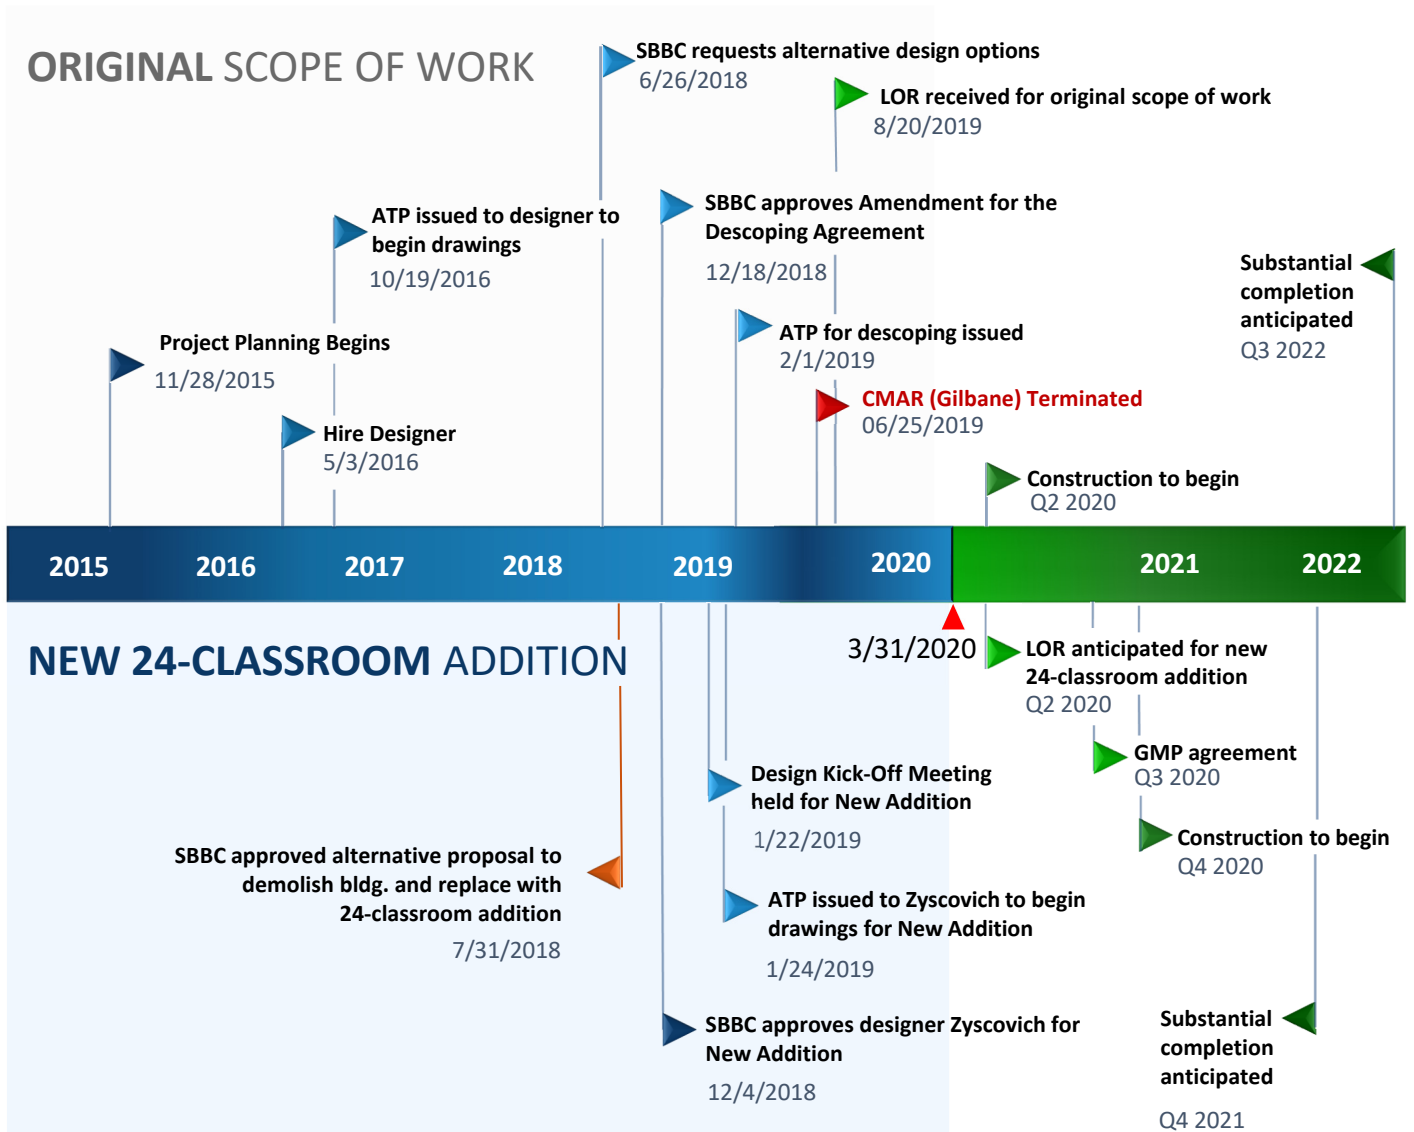 ORIGINAL SCOPE OF WORK
SBBC requests alternative design options
6/26/2018
LOR received for original scope of work
8/20/2019
ATP issued to designer to
begin drawings
10/19/2016
SBBC approves Amendment for the
Descoping Agreement
12/18/2018
Substantial
completion
anticipated
Q3 2022
Project Planning Begins
11/28/2015
ATP for descoping issued
2/1/2019
CMAR (Gilbane) Terminated
06/25/2019
Hire Designer
5/3/2016
Construction to begin
Q2 2020
2015
2016
2017
2018
2019
2020
2021
2022
3/31/2020
NEW 24-CLASSROOM ADDITION
LOR anticipated for new
24-classroom addition
Q2 2020
GMP agreement
Q3 2020
Design Kick-Off Meeting
held for New Addition
1/22/2019
Construction to begin
Q4 2020
SBBC approved alternative proposal to
demolish bldg. and replace with
24-classroom addition
7/31/2018
ATP issued to Zyscovich to begin
drawings for New Addition
1/24/2019
SBBC approves designer Zyscovich for
New Addition
12/4/2018
Substantial
completion
anticipated
Q4 2021